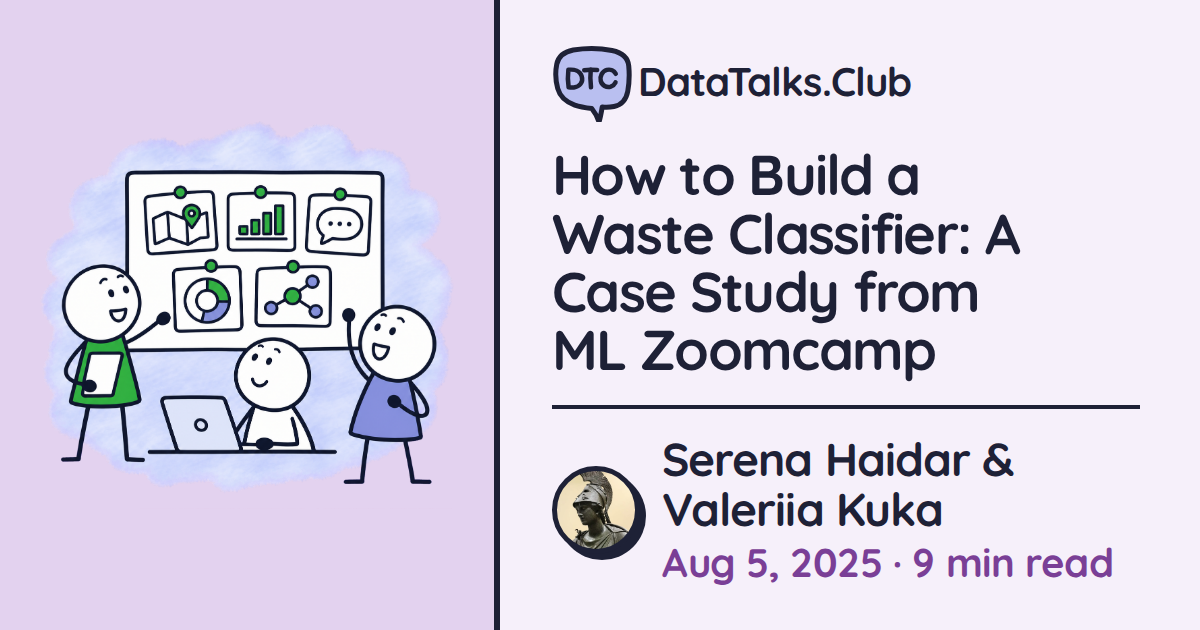 DTC
DataTalks.Club
How to Build a
Waste Classifier: A
Case Study from
ML Zoomcamp
Serena Haidar &
Valeriia Kuka
Aug 5, 2025 · 9 min read